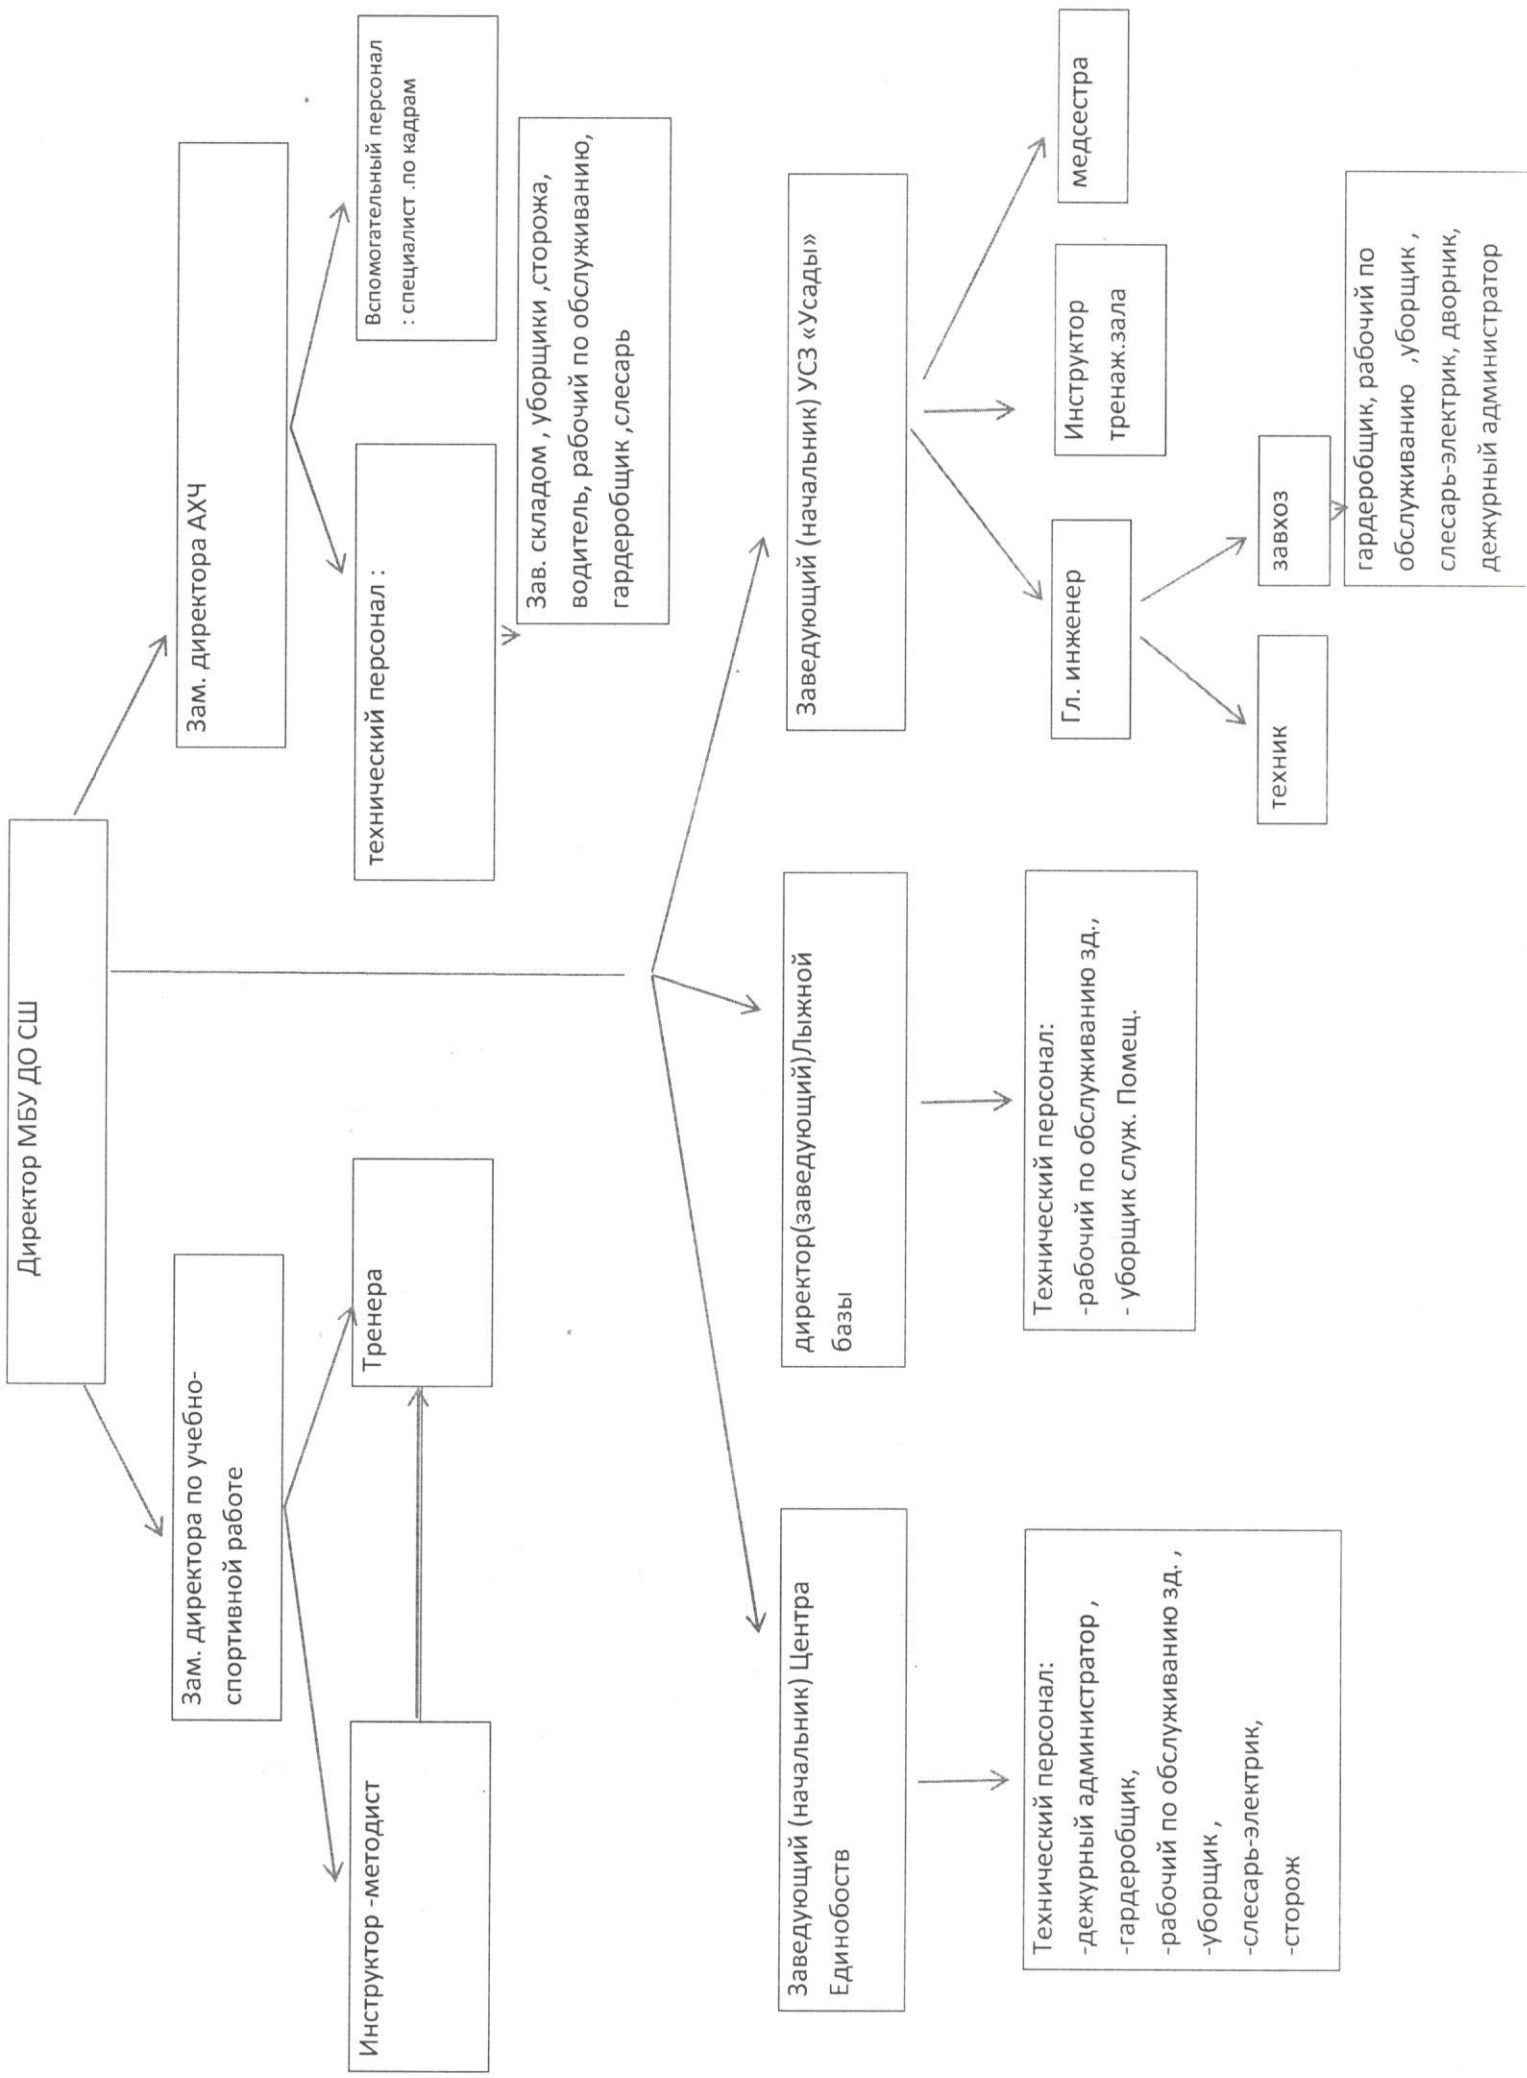 Директор МБУ ДО СШ
Зам. директора по учебно-
спортивной работе
Зам. директора АХЧ
Инструктор -методист
Тренера
технический персонал :
Вспомогательный персонал
: специалист .по кадрам
Зав. складом , уборщики ,сторожа,
водитель, рабочий по обслуживанию,
гардеробщик ,слесарь
Заведующий (начальник) Центра
Единобоств
директор(заведующий)Лыжной
базы
Заведующий (начальник) УСЗ «Усады»
Технический персонал:
-дежурный администратор ,
-гардеробщик,
-рабочий по обслуживанию зд. ,
-уборщик ,
-слесарь-электрик,
-сторож
Технический персонал:
-рабочий по обслуживанию зд.,
- уборщик служ. Помещ.
Гл. инженер
Инструктор
тренаж.зала
медсестра
техник
завхоз
гардеробщик, рабочий по
обслуживанию ,уборщик ,
слесарь-электрик, дворник,
дежурный администратор